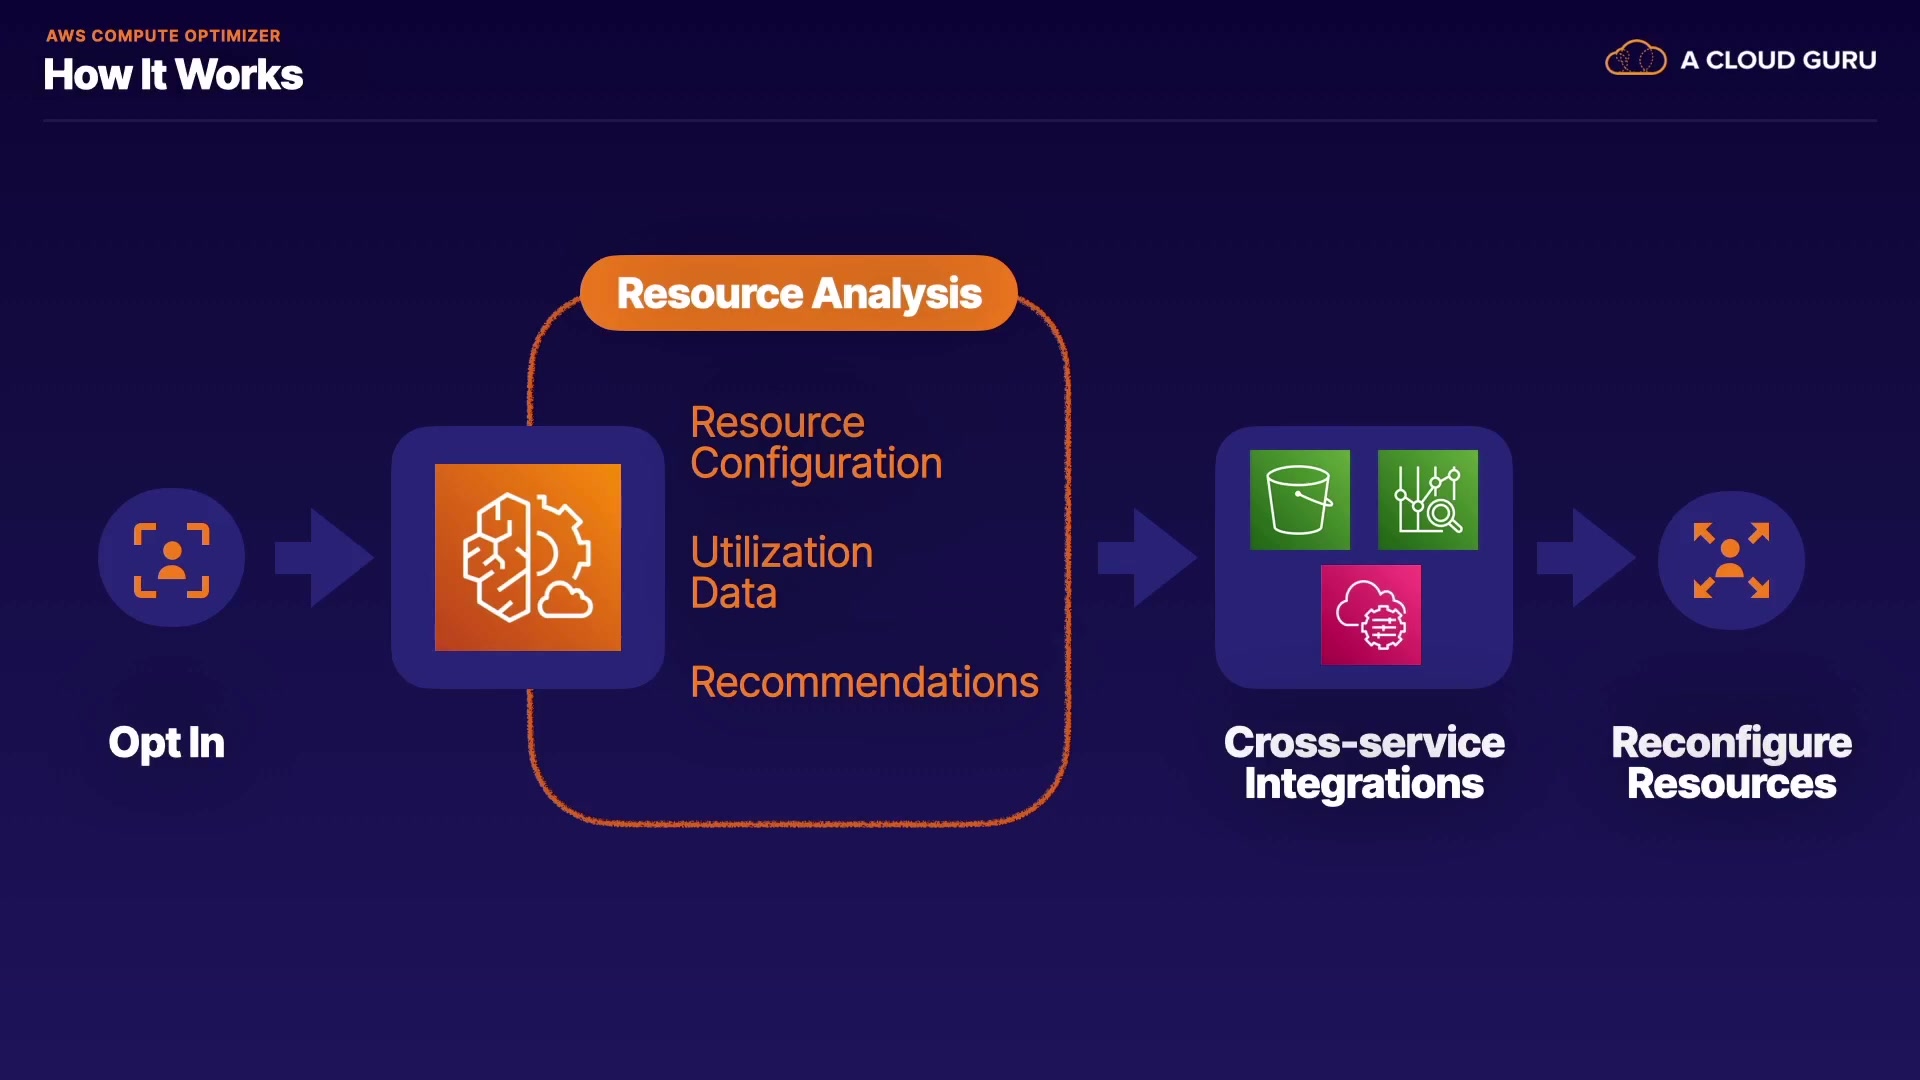 AWS COMPUTE OPTIMIZER
How It Works
A CLOUD GURU
Resource Analysis
Resource
Configuration
Utilization
Data
Recommendations
Opt In
Cross-service
Integrations
Reconfigure
Resources